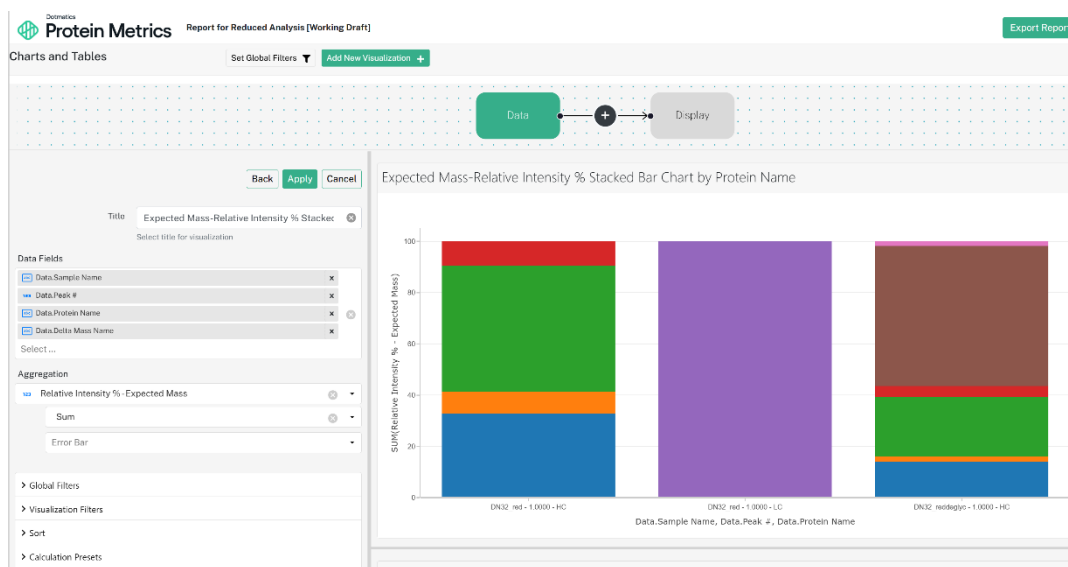 Dotmatics
Protein Metrics
Report for Reduced Analysis [Working Draft]
Export Repor
Charts and Tables
Set Global Filters
Add New Visualization +
Data
+
Display
Back
Apply
Cancel
Title
Expected Mass-Relative Intensity % Stacked
Select title for visualization
Data Fields
Data.Sample Name x
Data.Peak # x
Data.Protein Name x
Data.Delta Mass Name x
Select ...
Aggregation
Relative Intensity % - Expected Mass
Sum
Error Bar
> Global Filters
> Visualization Filters
> Sort
> Calculation Presets
Expected Mass-Relative Intensity % Stacked Bar Chart by Protein Name
SUM(Relative Intensity % - Expected Mass)
100
80
60
40
20
0
DN32_red - 1.0000 - HC
DN32_red - 1.0000 - LC
DN32_reddeglyc - 1.0000 - HC
Data.Sample Name, Data.Peak #, Data.Protein Name